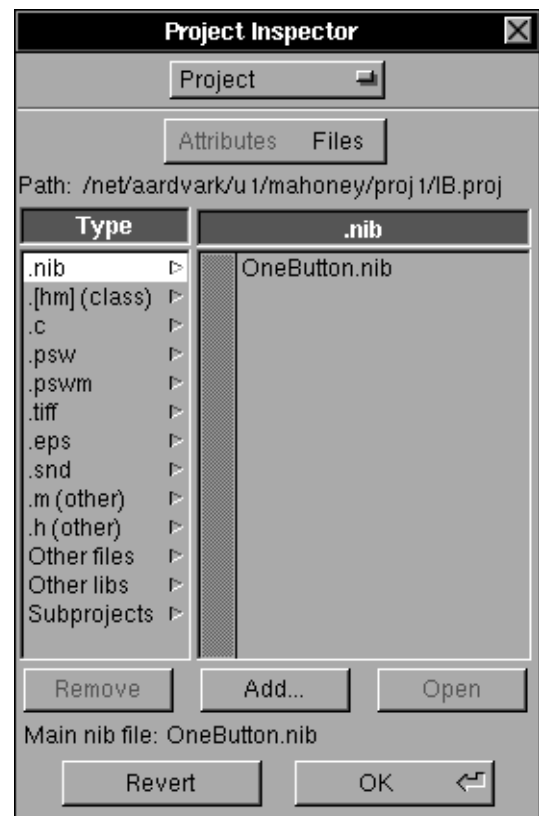 Project Inspector
Project
Attributes Files
Path: /net/aardvark/u1/mahoney/proj1/IB.proj
Type .nib
.nib OneButton.nib
.[hm] (class)
.c
.psw
.pswm
.tiff
.eps
.snd
.m (other)
.h (other)
Other files
Other libs
Subprojects
Remove Add... Open
Main nib file: OneButton.nib
Revert OK